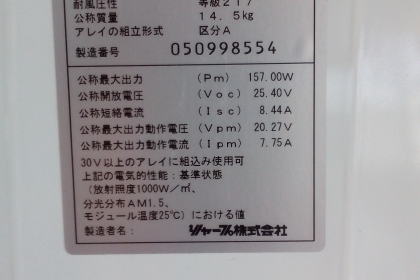 耐風圧性 等級217
公称質量 14.5kg
アレイの組立形式 区分A
製造番号 050998554
公称最大出力 (Pm) 157.00W
公称開放電圧 (Voc) 25.40V
公称短絡電流 (Isc) 8.44A
公称最大出力動作電圧 (Vpm) 20.27V
公称最大出力動作電流 (Ipm) 7.75A
30V以上のアレイに組込み使用可
上記の電気的性能:基準状態
(放射照度1000W/㎡、
分光分布AM1.5、
モジュール温度25℃)における値
製造者名: シャープ株式会社